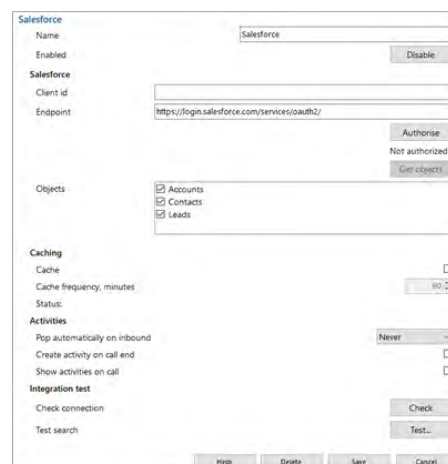 Salesforce
Name Salesforce
Enabled Disable
Salesforce
Client id
Endpoint https://login.salesforce.com/services/oauth2/
Authorise
Not authorized
Get objects
Objects Accounts
Contacts
Leads
Caching
Cache
Cache frequency, minutes 60
Status:
Activities
Pop automatically on inbound Never
Create activity on call end
Show activities on call
Integration test
Check connection Check
Test search Test...
Help Delete Save Cancel